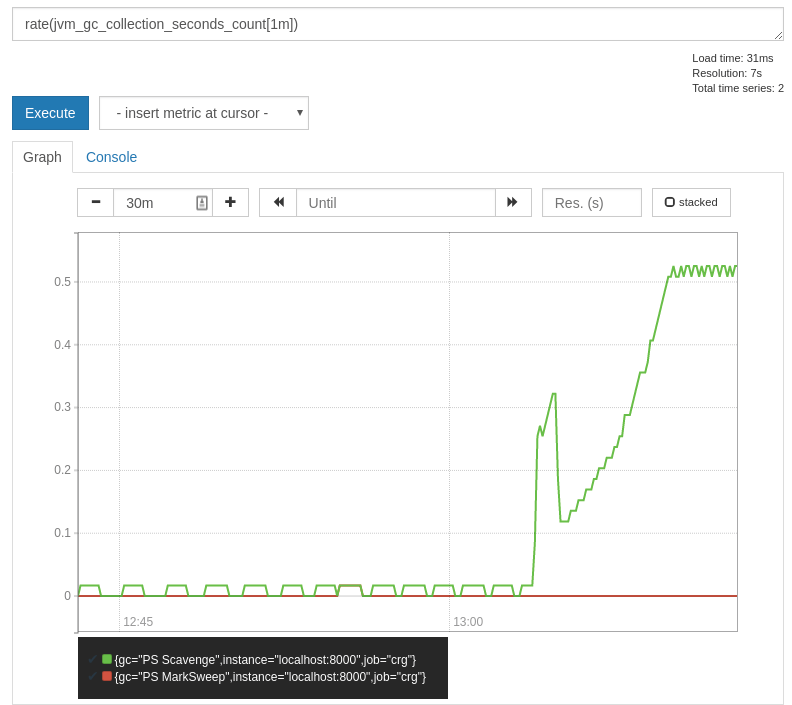 rate(jvm_gc_collection_seconds_count[1m])
Load time: 31ms
Resolution: 7s
Total time series: 2
Execute
- insert metric at cursor -
Graph
Console
30m
Until
Res. (s)
stacked
0.5
0.4
0.3
0.2
0.1
0
12:45
13:00
{gc="PS Scavenge",instance="localhost:8000",job="crg"}
{gc="PS MarkSweep",instance="localhost:8000",job="crg"}